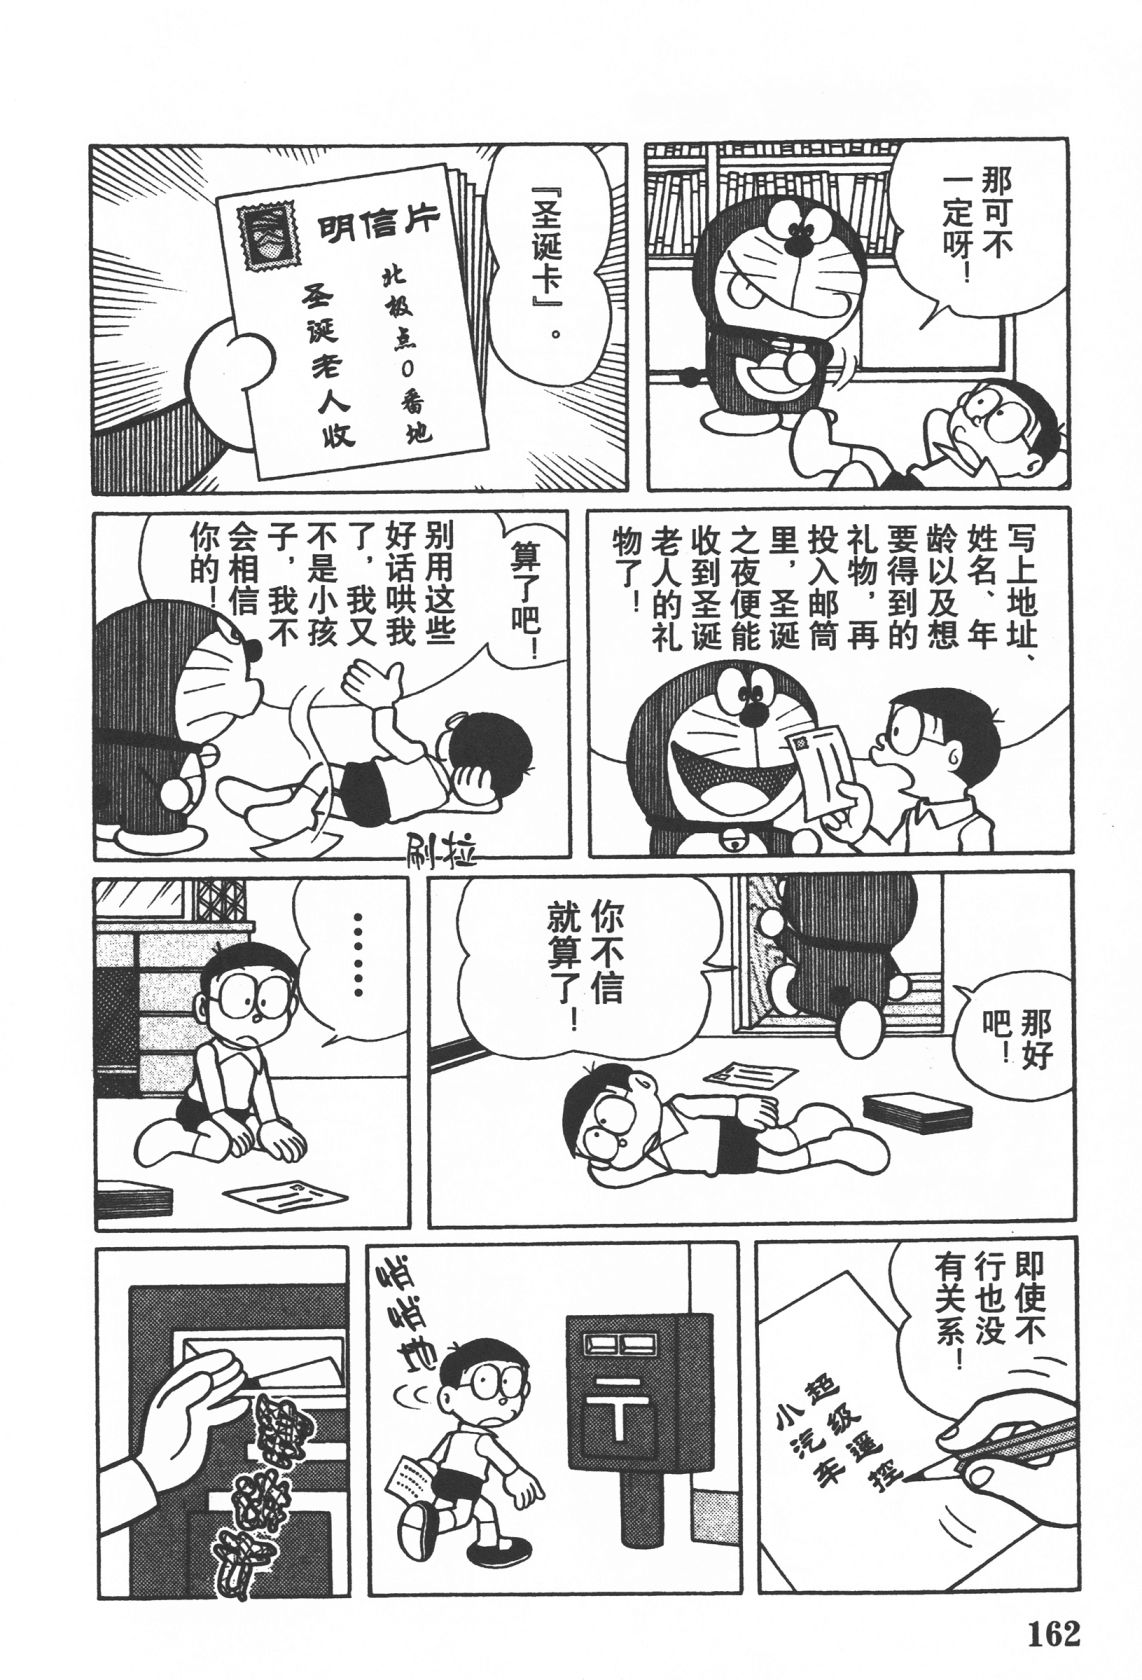 那可不
一定呀！
『圣诞卡』。
明信片
北极点0番地
圣诞老人收
写上地址、
姓名、年
龄以及想
要得到的
礼物，再
投入邮筒
里，圣诞
之夜便能
收到圣诞
老人的礼
物了！
算了吧！
别用这些
好话哄我
了，我又
不是小孩
子，我不
会相信
你的！
刷拉
那好
吧！
你不信
就算了！
……
即使不
行也没
有关系！
超级遥控
小汽车
悄悄地